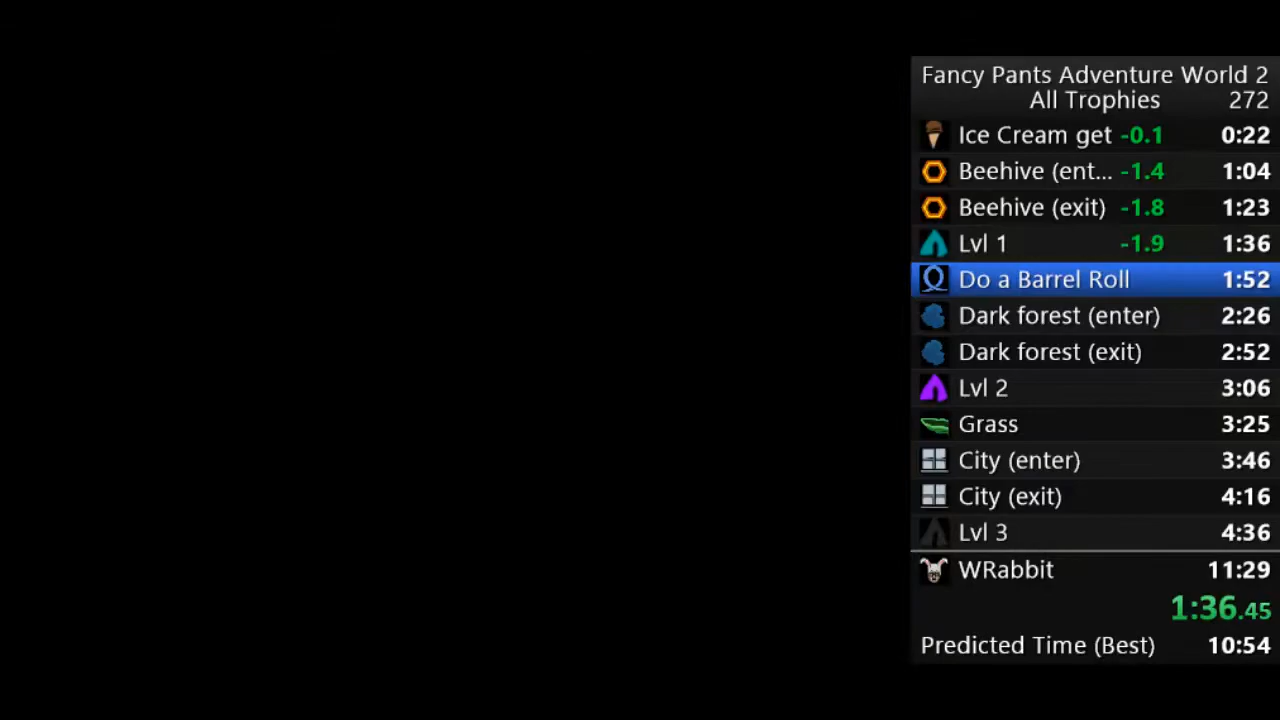 Fancy Pants Adventure World 2
All Trophies 272
Ice Cream get -0.1 0:22
Beehive (ent... -1.4 1:04
Beehive (exit) -1.8 1:23
Lvl 1 -1.9 1:36
Do a Barrel Roll 1:52
Dark forest (enter) 2:26
Dark forest (exit) 2:52
Lvl 2 3:06
Grass 3:25
City (enter) 3:46
City (exit) 4:16
Lvl 3 4:36
WRabbit 11:29
1:36.45
Predicted Time (Best) 10:54